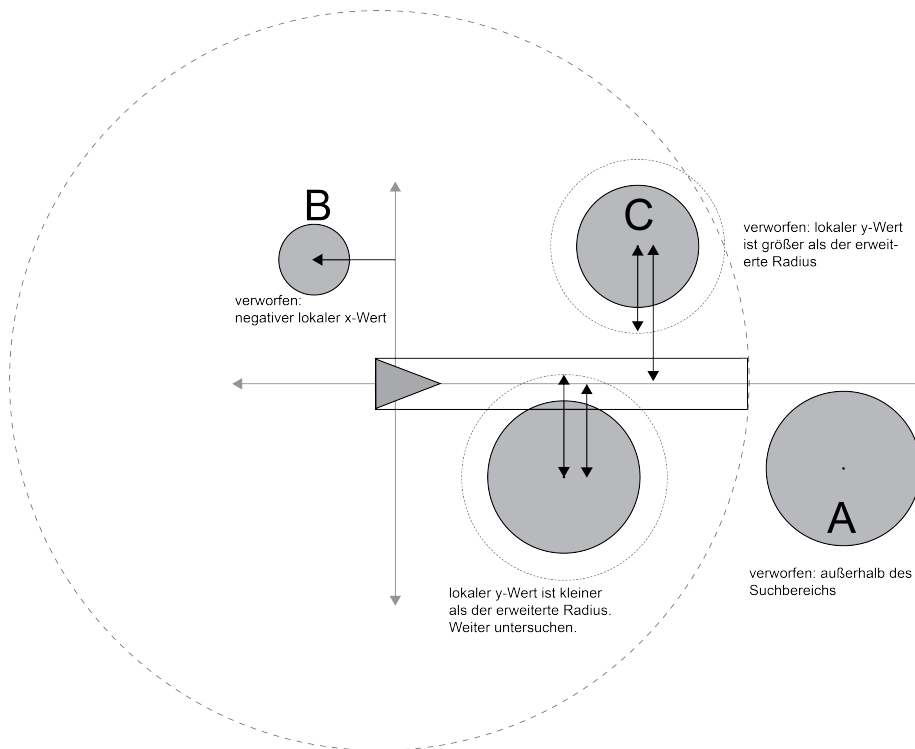 B
verworfen:
negativer lokaler x-Wert
C
verworfen: lokaler y-Wert
ist größer als der erweit-
erte Radius
A
verworfen: außerhalb des
Suchbereichs
lokaler y-Wert ist kleiner
als der erweiterte Radius.
Weiter untersuchen.